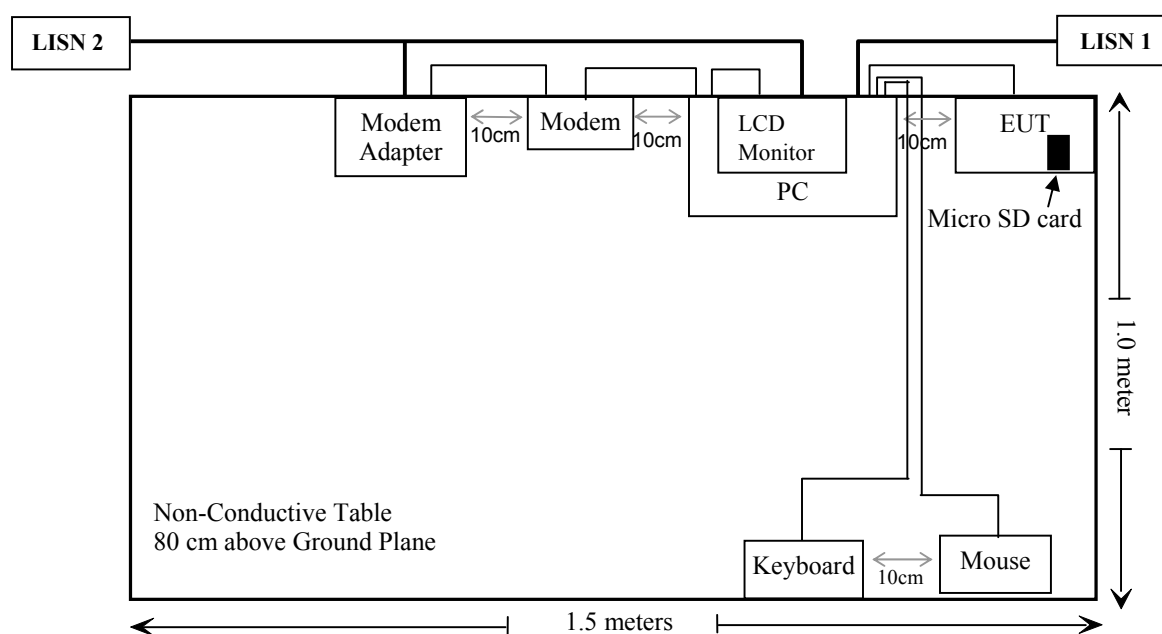 LISN 2
LISN 1
Modem
Adapter
10cm
Modem
10cm
LCD
Monitor
PC
10cm
EUT
Micro SD card
1.0 meter
Non-Conductive Table
80 cm above Ground Plane
Keyboard
10cm
Mouse
1.5 meters